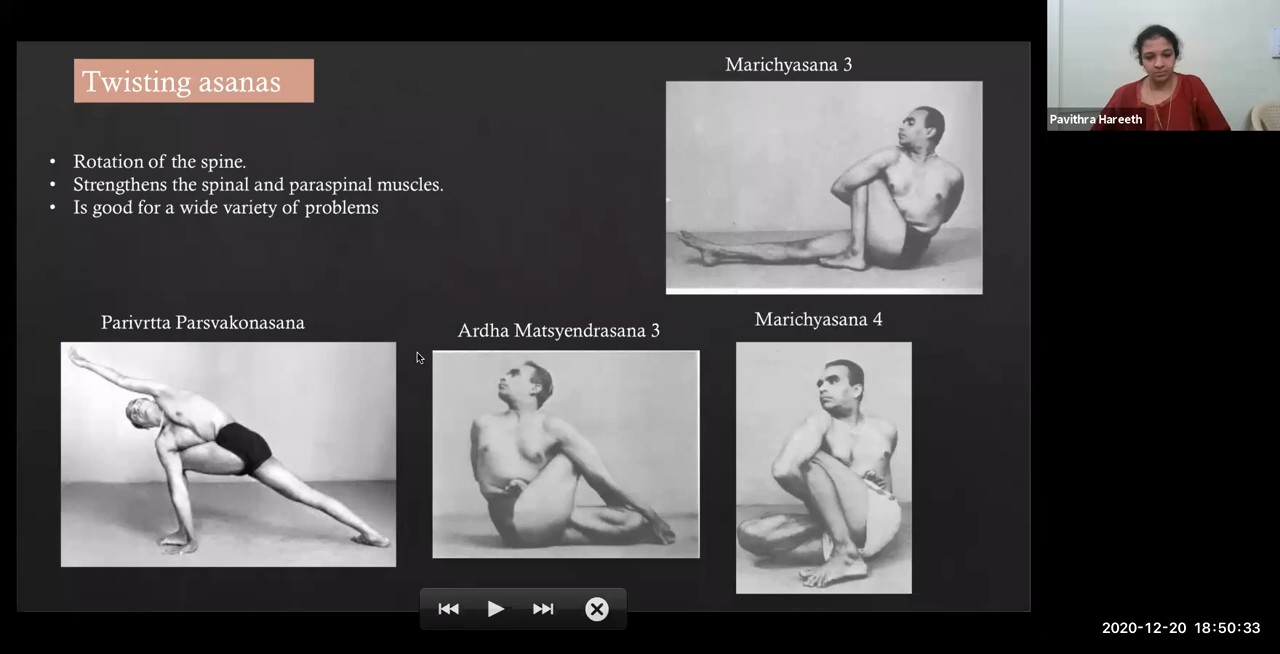 Twisting asanas
• Rotation of the spine.
• Strengthens the spinal and paraspinal muscles.
• Is good for a wide variety of problems
Marichyasana 3
Parivrtta Parsvakonasana
Ardha Matsyendrasana 3
Marichyasana 4
Pavithra Hareeth
2020-12-20 18:50:33